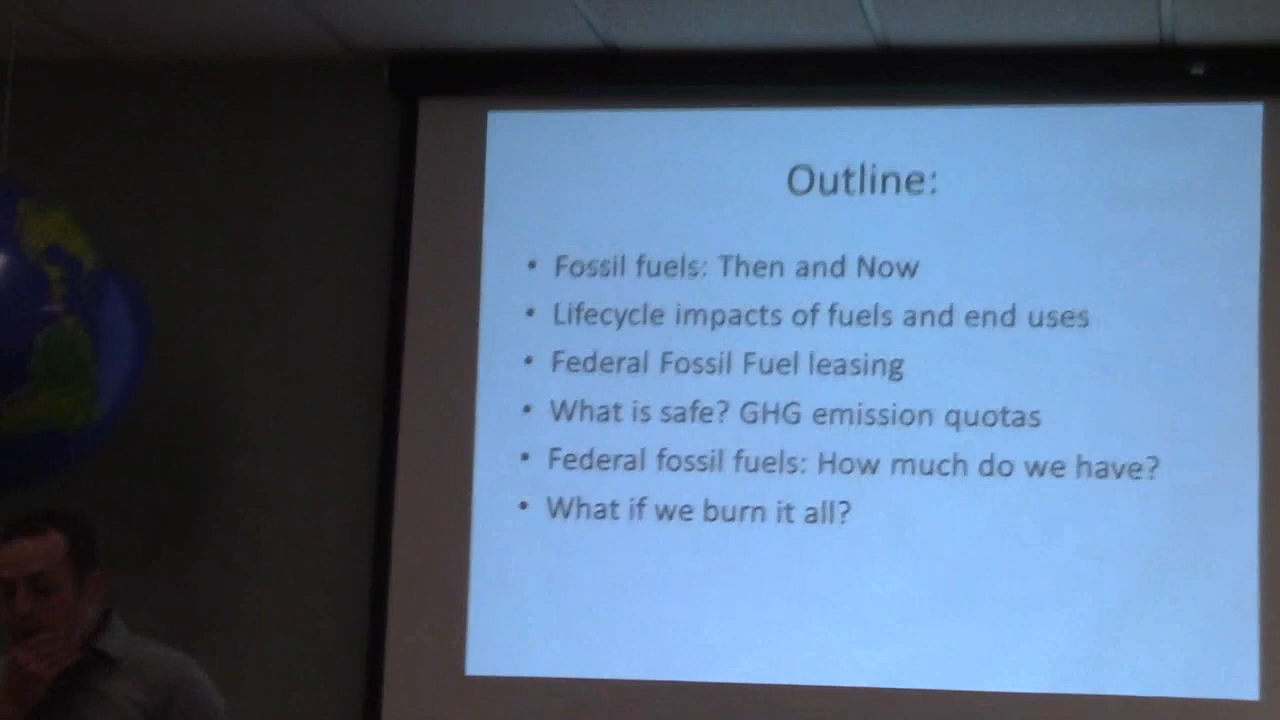 Outline:
• Fossil fuels: Then and Now
• Lifecycle impacts of fuels and end uses
• Federal Fossil Fuel leasing
• What is safe? GHG emission quotas
• Federal fossil fuels: How much do we have?
• What if we burn it all?